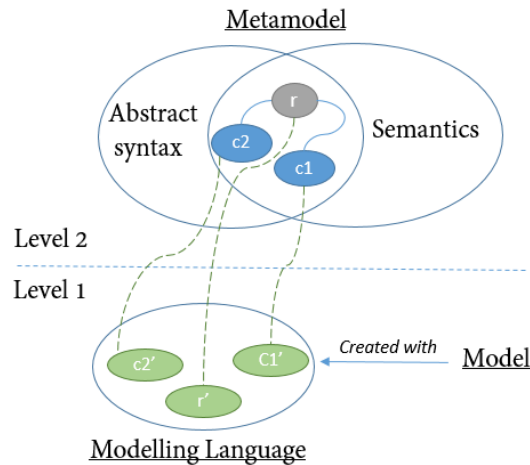 Metamodel
Abstract
syntax
r
c2
c1
Semantics
Level 2
Level 1
c2′
C1′
r′
Created with
Model
Modelling Language